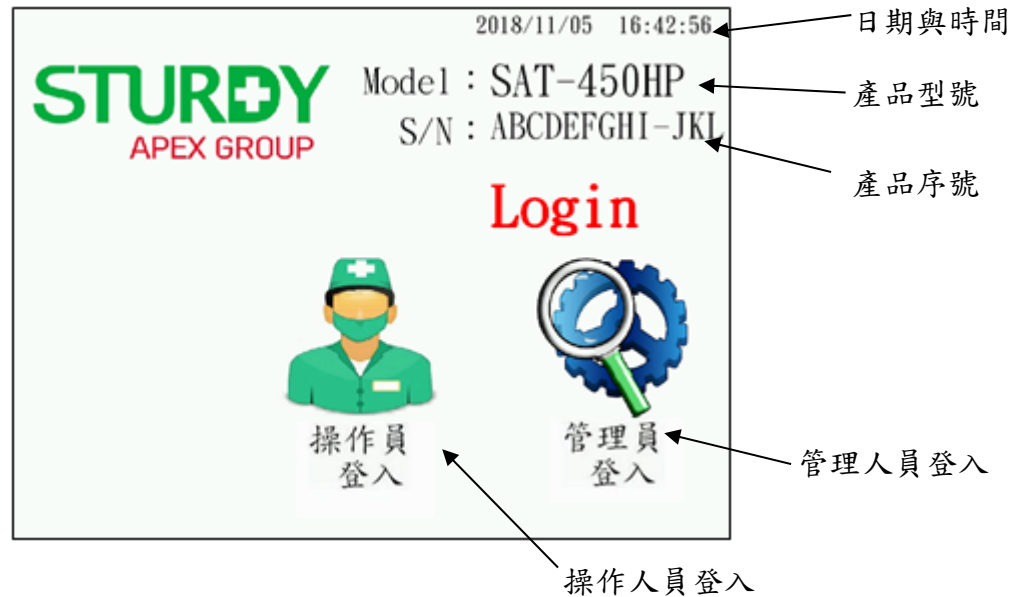 2018/11/05 16:42:56
日期與時間
STURDY
APEX GROUP
Model：SAT-450HP
產品型號
S/N：ABCDEFGHI-JKL
產品序號
Login
操作員
登入
管理員
登入
管理人員登入
操作人員登入